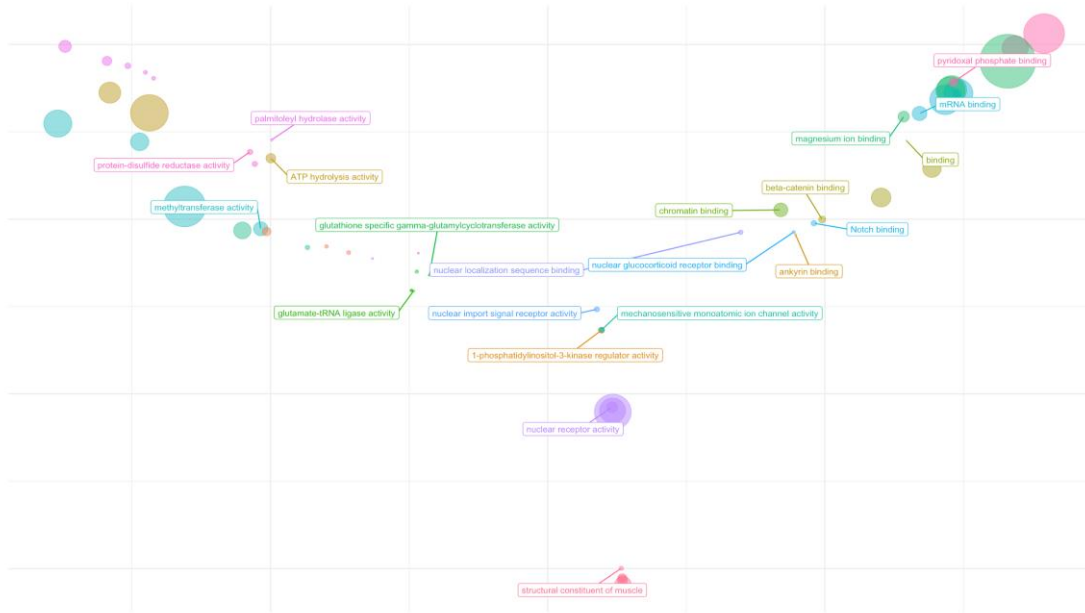 pyridoxal phosphate binding
mRNA binding
palmitoleyl hydrolase activity
magnesium ion binding
binding
protein-disulfide reductase activity
ATP hydrolysis activity
beta-catenin binding
methyltransferase activity
chromatin binding
glutathione specific gamma-glutamylcyclotransferase activity
Notch binding
nuclear localization sequence binding
nuclear glucocorticoid receptor binding
ankyrin binding
glutamate-tRNA ligase activity
nuclear import signal receptor activity
mechanosensitive monoatomic ion channel activity
1-phosphatidylinositol-3-kinase regulator activity
nuclear receptor activity
structural constituent of muscle